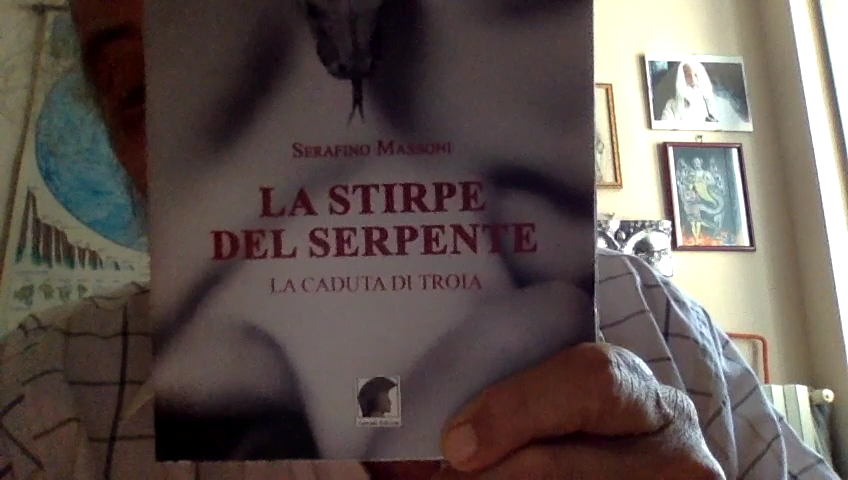 SERAFINO MASSONI
LA STIRPE
DEL SERPENTE
LA CADUTA DI TROIA